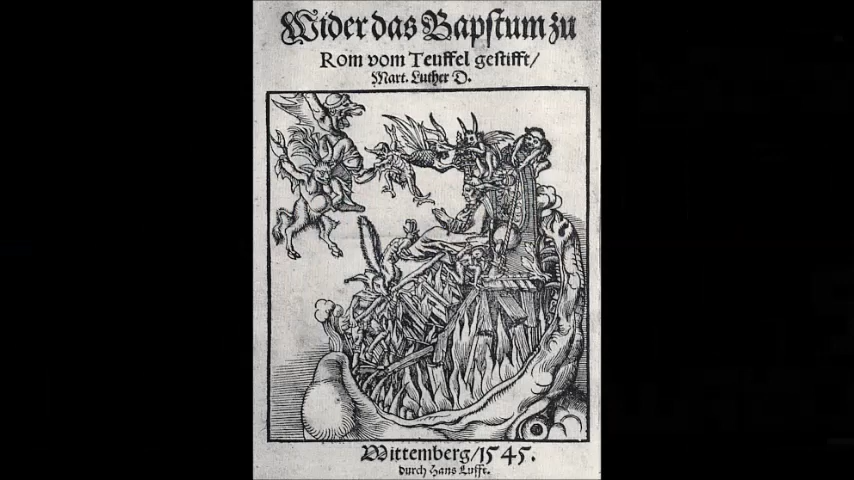 Wider das Bapstum zu
Rom vom Teuffel gestifft/
Mart. Luther D.
Wittemberg/1545.
durch Hans Lufft.